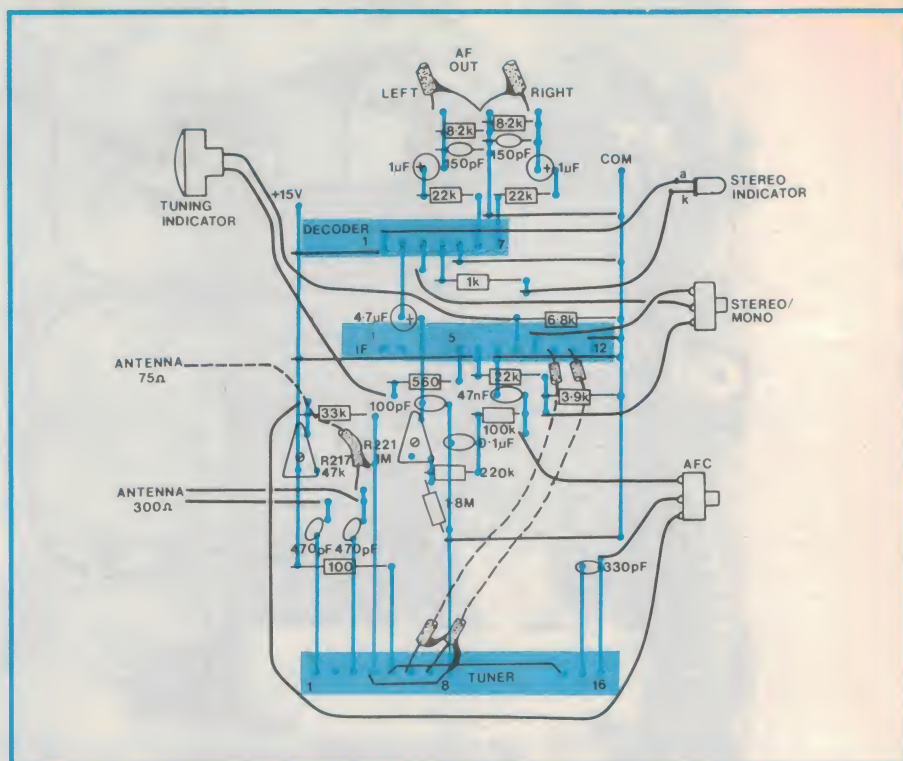 AF
OUT
LEFT
RIGHT
8.2k
8.2k
150pF
150pF
1µF
+
+
1µF
COM
a
k
STEREO
INDICATOR
TUNING
INDICATOR
+15V
22k
22k
DECODER
1
7
1k
STEREO/
MONO
4.7µF
+
6.8k
1
5
12
IF
ANTENNA
75Ω
560
22k
100pF
47nF
3.9k
33k
100k
R221
1M
0.1µF
R217
47k
220k
AFC
ANTENNA
300Ω
1.8M
470pF
470pF
100
330pF
1
8
TUNER
16